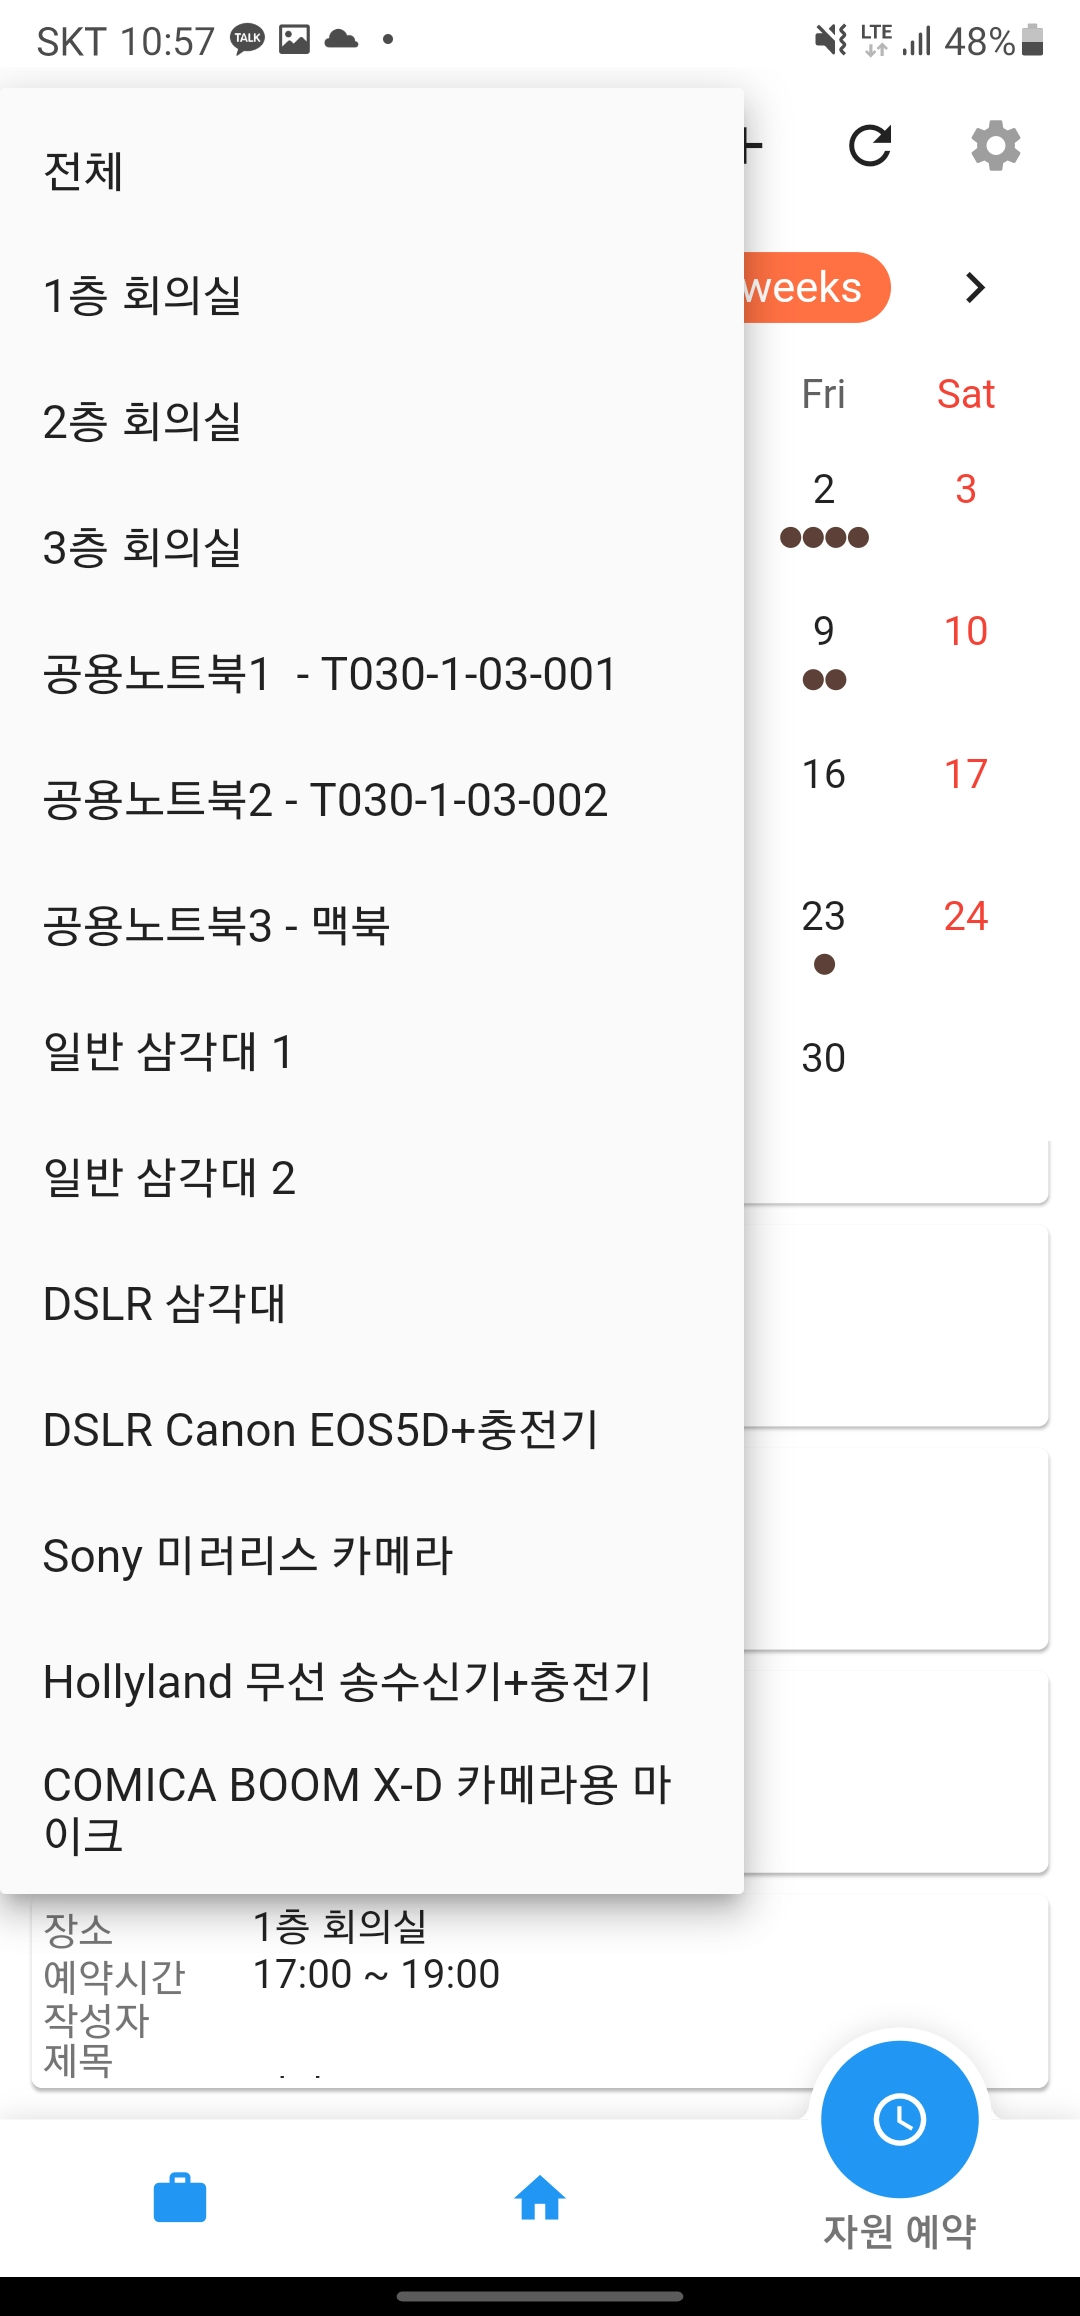 SKT 10:57 TALK LTE 48%
전체
1층 회의실
weeks
2층 회의실
Fri Sat
2 3
3층 회의실
9 10
공용노트북1 - T030-1-03-001
공용노트북2 - T030-1-03-002
16 17
공용노트북3 - 맥북
23 24
일반 삼각대 1
30
일반 삼각대 2
DSLR 삼각대
DSLR Canon EOS5D+충전기
Sony 미러리스 카메라
Hollyland 무선 송수신기+충전기
COMICA BOOM X-D 카메라용 마
이크
장소 1층 회의실
예약시간 17:00 ~ 19:00
작성자
제목
자원 예약